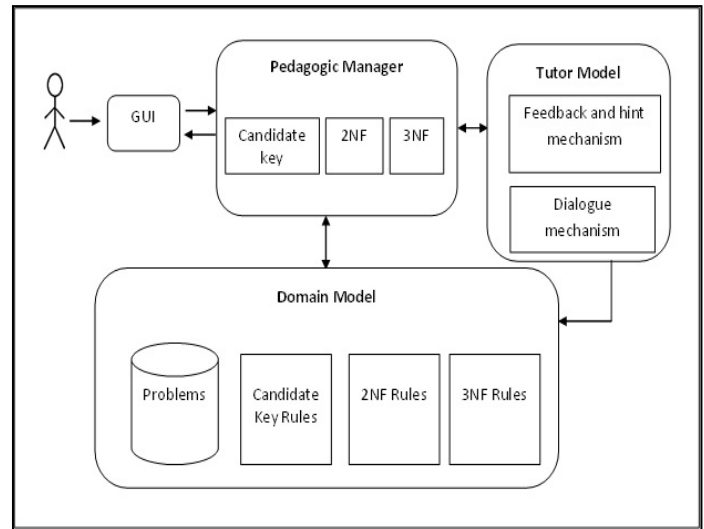 Pedagogic Manager
Tutor Model
GUI
Candidate
key
2NF
3NF
Feedback and hint
mechanism
Dialogue
mechanism
Domain Model
Problems
Candidate
Key Rules
2NF Rules
3NF Rules